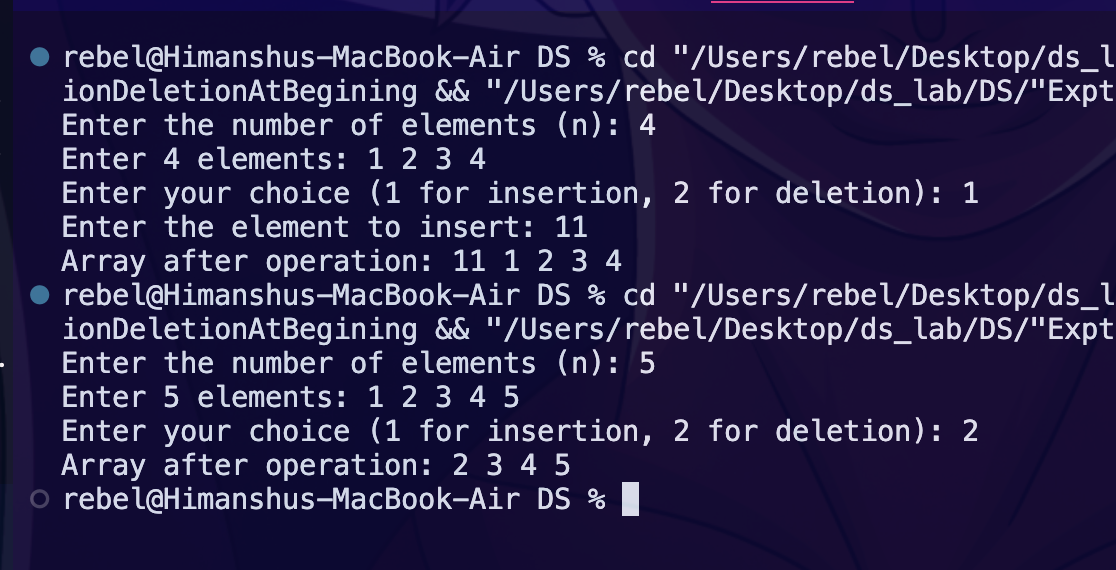 rebel@Himanshus-MacBook-Air DS % cd "/Users/rebel/Desktop/ds_l
ionDeletionAtBegining && "/Users/rebel/Desktop/ds_lab/DS/"Expt
Enter the number of elements (n): 4
Enter 4 elements: 1 2 3 4
Enter your choice (1 for insertion, 2 for deletion): 1
Enter the element to insert: 11
Array after operation: 11 1 2 3 4
rebel@Himanshus-MacBook-Air DS % cd "/Users/rebel/Desktop/ds_l
ionDeletionAtBegining && "/Users/rebel/Desktop/ds_lab/DS/"Expt
Enter the number of elements (n): 5
Enter 5 elements: 1 2 3 4 5
Enter your choice (1 for insertion, 2 for deletion): 2
Array after operation: 2 3 4 5
rebel@Himanshus-MacBook-Air DS %